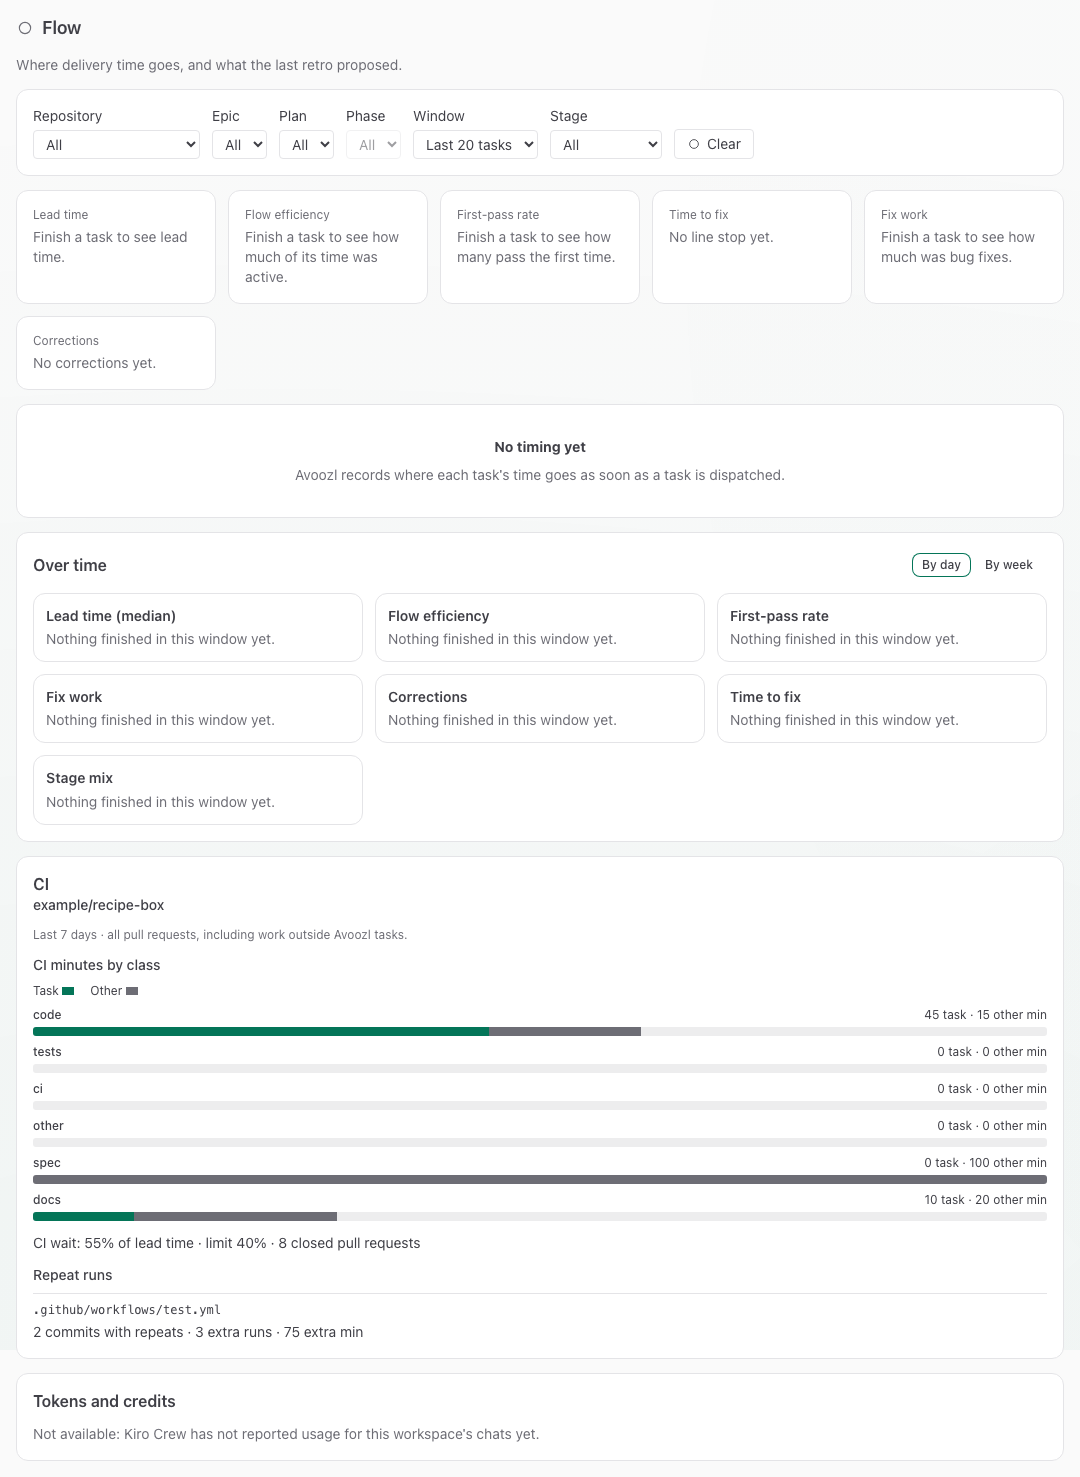 Flow
Where delivery time goes, and what the last retro proposed.
Repository Epic Plan Phase Window Stage
All All All All Last 20 tasks All Clear
Lead time
Finish a task to see lead
time.
Flow efficiency
Finish a task to see how
much of its time was
active.
First-pass rate
Finish a task to see how
many pass the first time.
Time to fix
No line stop yet.
Fix work
Finish a task to see how
much was bug fixes.
Corrections
No corrections yet.
No timing yet
Avoozl records where each task's time goes as soon as a task is dispatched.
Over time
By day By week
Lead time (median)
Nothing finished in this window yet.
Flow efficiency
Nothing finished in this window yet.
First-pass rate
Nothing finished in this window yet.
Fix work
Nothing finished in this window yet.
Corrections
Nothing finished in this window yet.
Time to fix
Nothing finished in this window yet.
Stage mix
Nothing finished in this window yet.
CI
example/recipe-box
Last 7 days · all pull requests, including work outside Avoozl tasks.
CI minutes by class
Task Other
code 45 task · 15 other min
tests 0 task · 0 other min
ci 0 task · 0 other min
other 0 task · 0 other min
spec 0 task · 100 other min
docs 10 task · 20 other min
CI wait: 55% of lead time · limit 40% · 8 closed pull requests
Repeat runs
.github/workflows/test.yml
2 commits with repeats · 3 extra runs · 75 extra min
Tokens and credits
Not available: Kiro Crew has not reported usage for this workspace's chats yet.